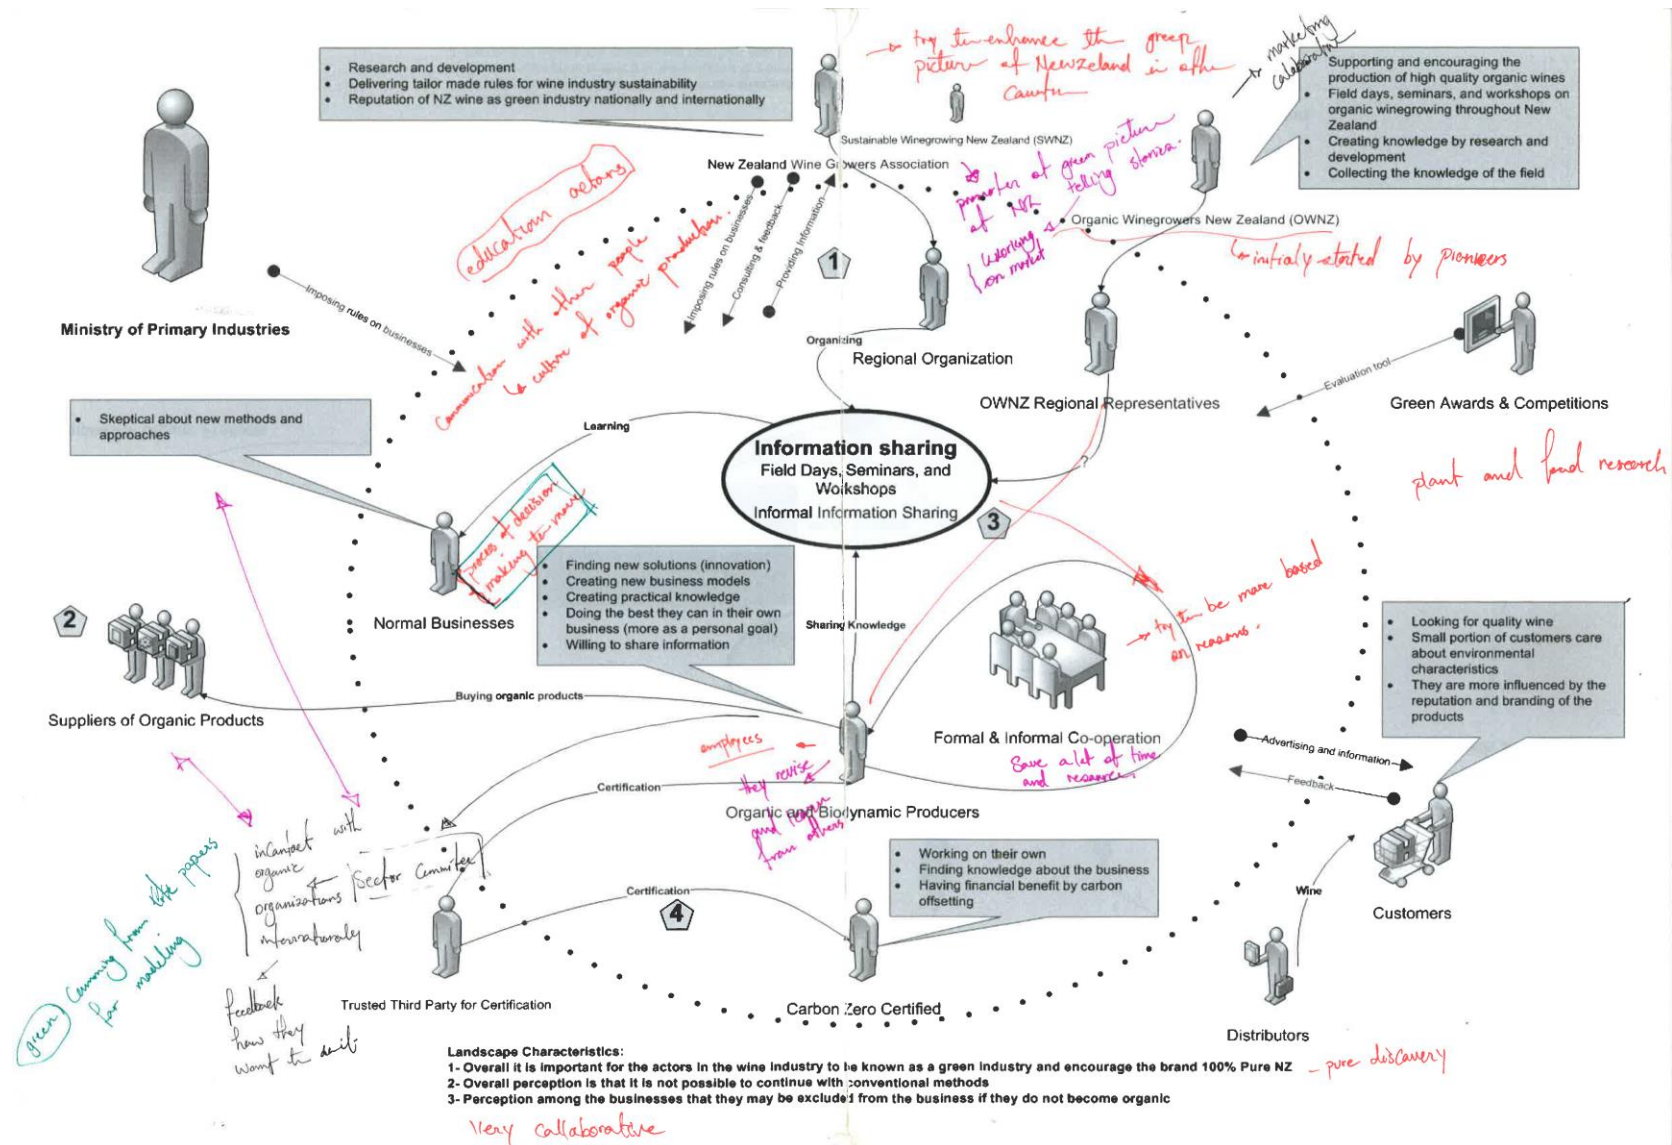 • Research and development
• Delivering tailor made rules for wine industry sustainability
• Reputation of NZ wine as green industry nationally and internationally
→ try to enhance the green
picture of Newzeland in
→ marketing
• Supporting and encouraging the
production of high quality organic wines
• Field days, seminars, and workshops on
organic winegrowing throughout New
Zealand
• Creating knowledge by research and
development
• Collecting the knowledge of the field
Sustainable Winegrowing New Zealand (SWNZ)
New Zealand Wine Growers Association
promoter of green picture
of NZ
telling stories.
working
on market
Organic Winegrowers New Zealand (OWNZ)
initialy started by pioneers
education actors
Communication with other people
culture of organic production.
Imposing rules on businesses
Consulting & feedback
Providing Information
1
Ministry of Primary Industries
Imposing rules on businesses
Organizing
Regional Organization
OWNZ Regional Representatives
Evaluation tool
Green Awards & Competitions
plant and food research
• Skeptical about new methods and
approaches
Learning
Information sharing
Field Days, Seminars, and
Workshops
Informal Information Sharing
?
3
process of decision
making to move
Normal Businesses
• Finding new solutions (innovation)
• Creating new business models
• Creating practical knowledge
• Doing the best they can in their own
business (more as a personal goal)
• Willing to share information
Sharing Knowledge
→ try to be more based
on reasons.
2
Suppliers of Organic Products
Buying organic products
Formal & Informal Co-operation
Save a lot of time
and
• Looking for quality wine
• Small portion of customers care
about environmental
characteristics
• They are more influenced by the
reputation and branding of the
products
Advertising and information
Feedback
employees
they revise
and learn
from others
Certification
Organic and Biodynamic Producers
Customers
Wine
Distributors
• Working on their own
• Finding knowledge about the business
• Having financial benefit by carbon
offsetting
Certification
4
Carbon Zero Certified
Trusted Third Party for Certification
with
organic
organizations
Sector
feedback
how they
want to
green
from papers
for modeling
Landscape Characteristics:
1- Overall it is important for the actors in the wine industry to be known as a green industry and encourage the brand 100% Pure NZ
– pure discovery
2- Overall perception is that it is not possible to continue with conventional methods
3- Perception among the businesses that they may be excluded from the business if they do not become organic
Very collaborative